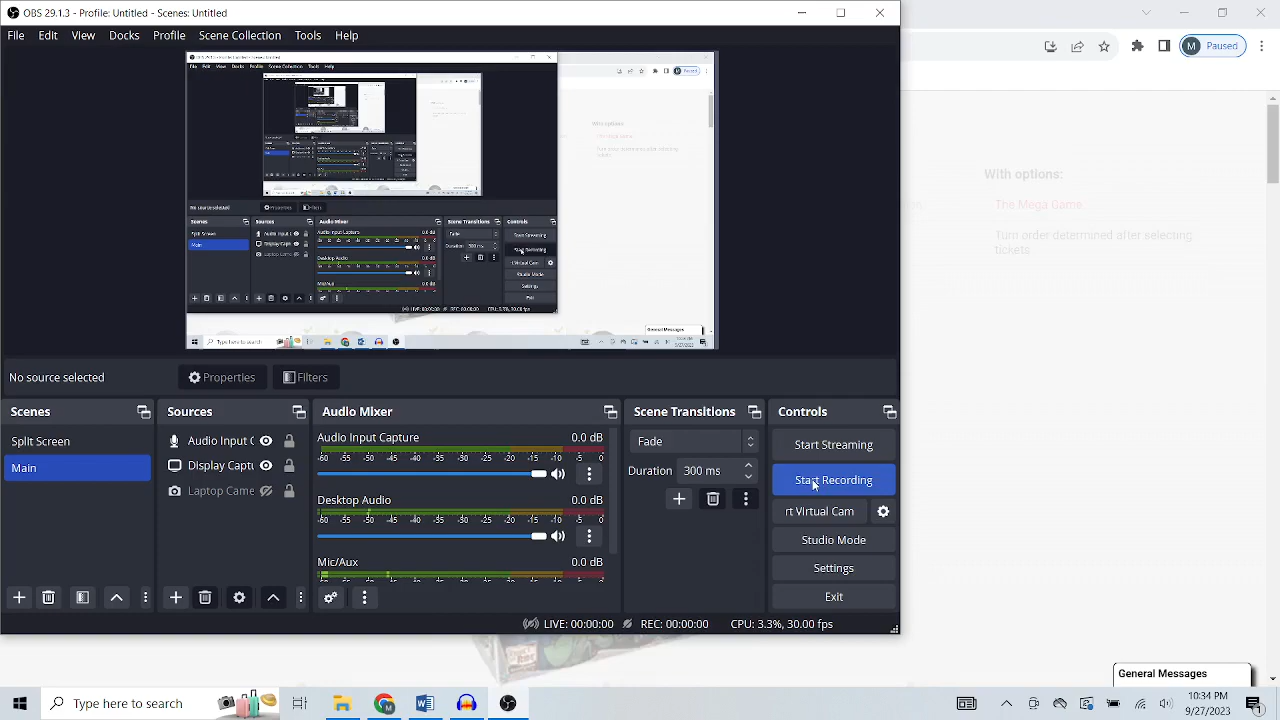 OBS 29.1.3 - Profile: Untitled - Scenes: Untitled
File Edit View Docks Profile Scene Collection Tools Help
M Paused
With options:
The Mega Game
Turn order determined after selecting
tickets
No source selected
Properties
Filters
Scenes
Split Screen
Main
Sources
Audio Input C
Display Captu
Laptop Came
Audio Mixer
Audio Input Capture 0.0 dB
-60 -55 -50 -45 -40 -35 -30 -25 -20 -15 -10 -5 0
Desktop Audio 0.0 dB
-60 -55 -50 -45 -40 -35 -30 -25 -20 -15 -10 -5 0
Mic/Aux 0.0 dB
Scene Transitions
Fade
Duration 300 ms
Controls
Start Streaming
Start Recording
rt Virtual Cam
Studio Mode
Settings
Exit
LIVE: 00:00:00 REC: 00:00:00 CPU: 3.3%, 30.00 fps
General Messages
Type here to search
9/27/2023